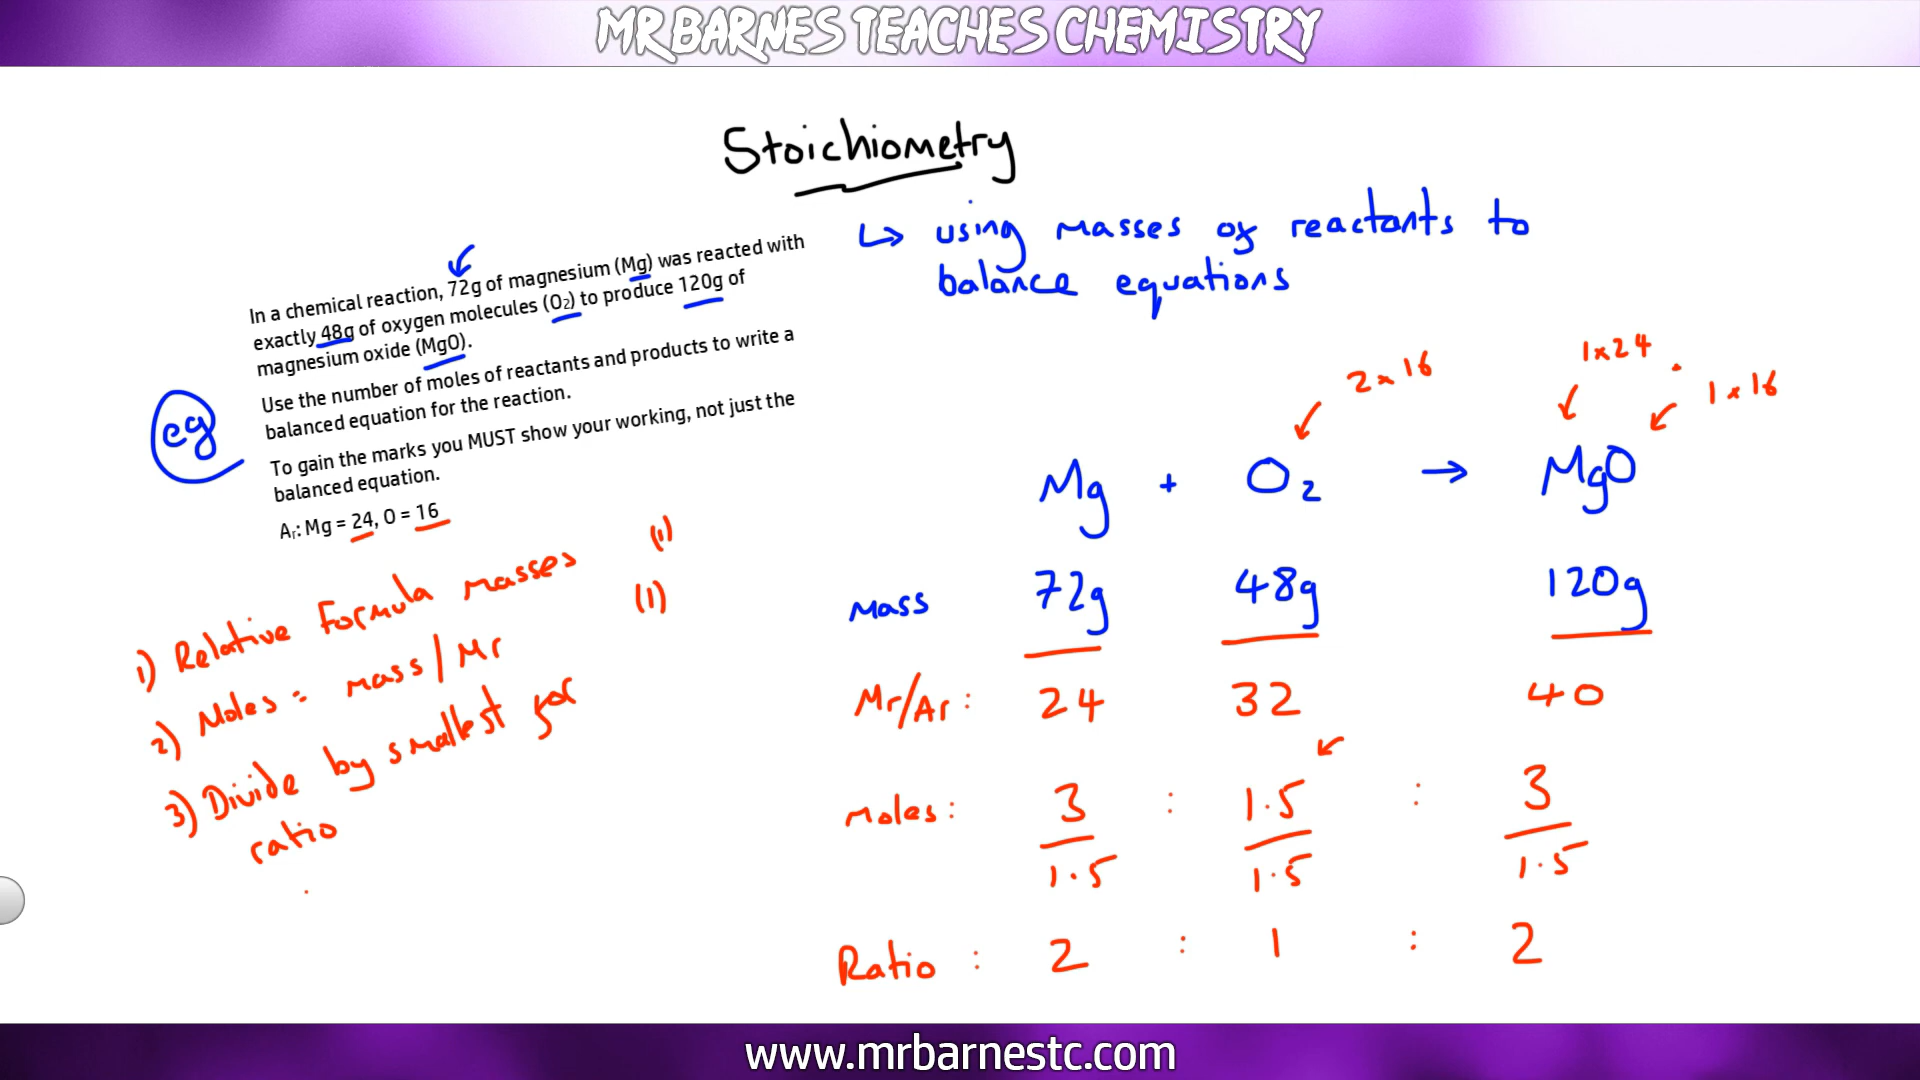 MR BARNES TEACHES CHEMISTRY
Stoichiometry
↳ using masses of reactants to
balance equations
In a chemical reaction, 72g of magnesium (Mg) was reacted with
exactly 48g of oxygen molecules (O₂) to produce 120g of
magnesium oxide (MgO).
Use the number of moles of reactants and products to write a
balanced equation for the reaction.
To gain the marks you MUST show your working, not just the
balanced equation.
Aᵣ: Mg = 24, O = 16
eg
1) Relative Formula masses (1)
2) Moles = mass/Mr (1)
3) Divide by smallest for
ratio
2 x 16
1x24
1 x 16
Mg + O₂ → MgO
Mass 72g 48g 120g
Mr/Ar: 24 32 40
Moles: 3 : 1.5 : 3
1.5 1.5 1.5
Ratio : 2 : 1 : 2
www.mrbarnestc.com